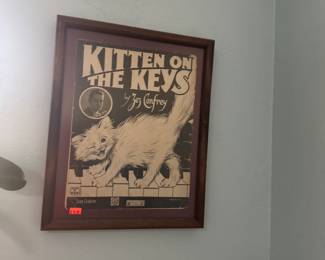 KITTEN ON
THE KEYS
by Zez Confrey